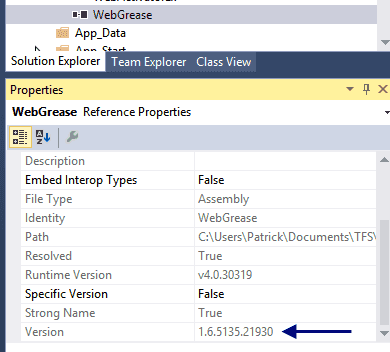 WebGrease
App_Data
App_Start
Solution Explorer Team Explorer Class View
Properties
WebGrease Reference Properties
Description
Embed Interop Types False
File Type Assembly
Identity WebGrease
Path C:\Users\Patrick\Documents\TFS\
Resolved True
Runtime Version v4.0.30319
Specific Version False
Strong Name True
Version 1.6.5135.21930